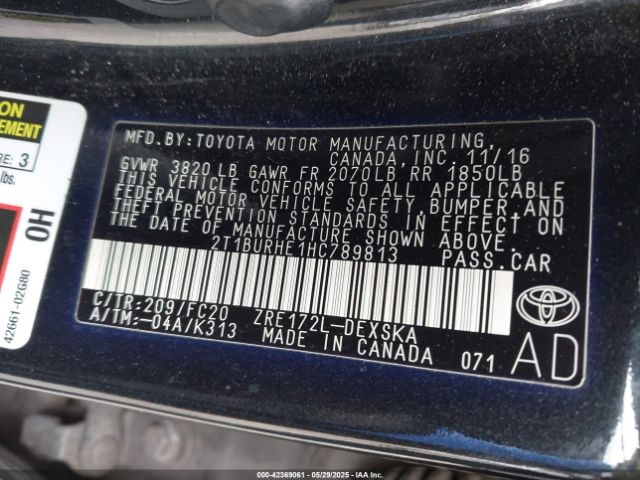 ON
EMENT
RE: 3
lbs.
HO
42661-02G80
MFD. BY: TOYOTA MOTOR MANUFACTURING,
CANADA, INC. 11/16
GVWR 3820 LB GAWR FR 2070LB RR 1850LB
THIS VEHICLE CONFORMS TO ALL APPLICABLE
FEDERAL MOTOR VEHICLE SAFETY, BUMPER, AND
THEFT PREVENTION STANDARDS IN EFFECT ON
THE DATE OF MANUFACTURE SHOWN ABOVE.
2T1BURHE1HC789813 PASS. CAR
C/TR: 209/FC20 ZRE172L-DEXSKA
A/TM: -04A/K313 MADE IN CANADA 071
TOYOTA
AD
000-42369061 - 05/29/2025 - IAAI.COM